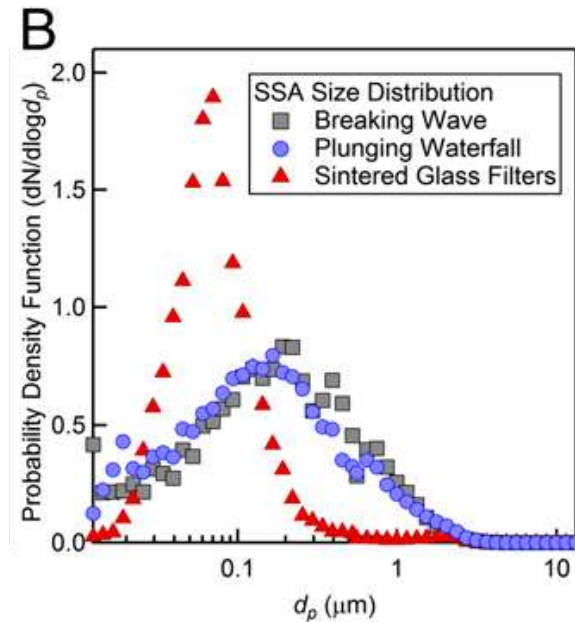 B
SSA Size Distribution
Breaking Wave
Plunging Waterfall
Sintered Glass Filters
Probability Density Function (dN/dlogdp)
2.0
1.5
1.0
0.5
0.0
0.1 1 10
dp (μm)